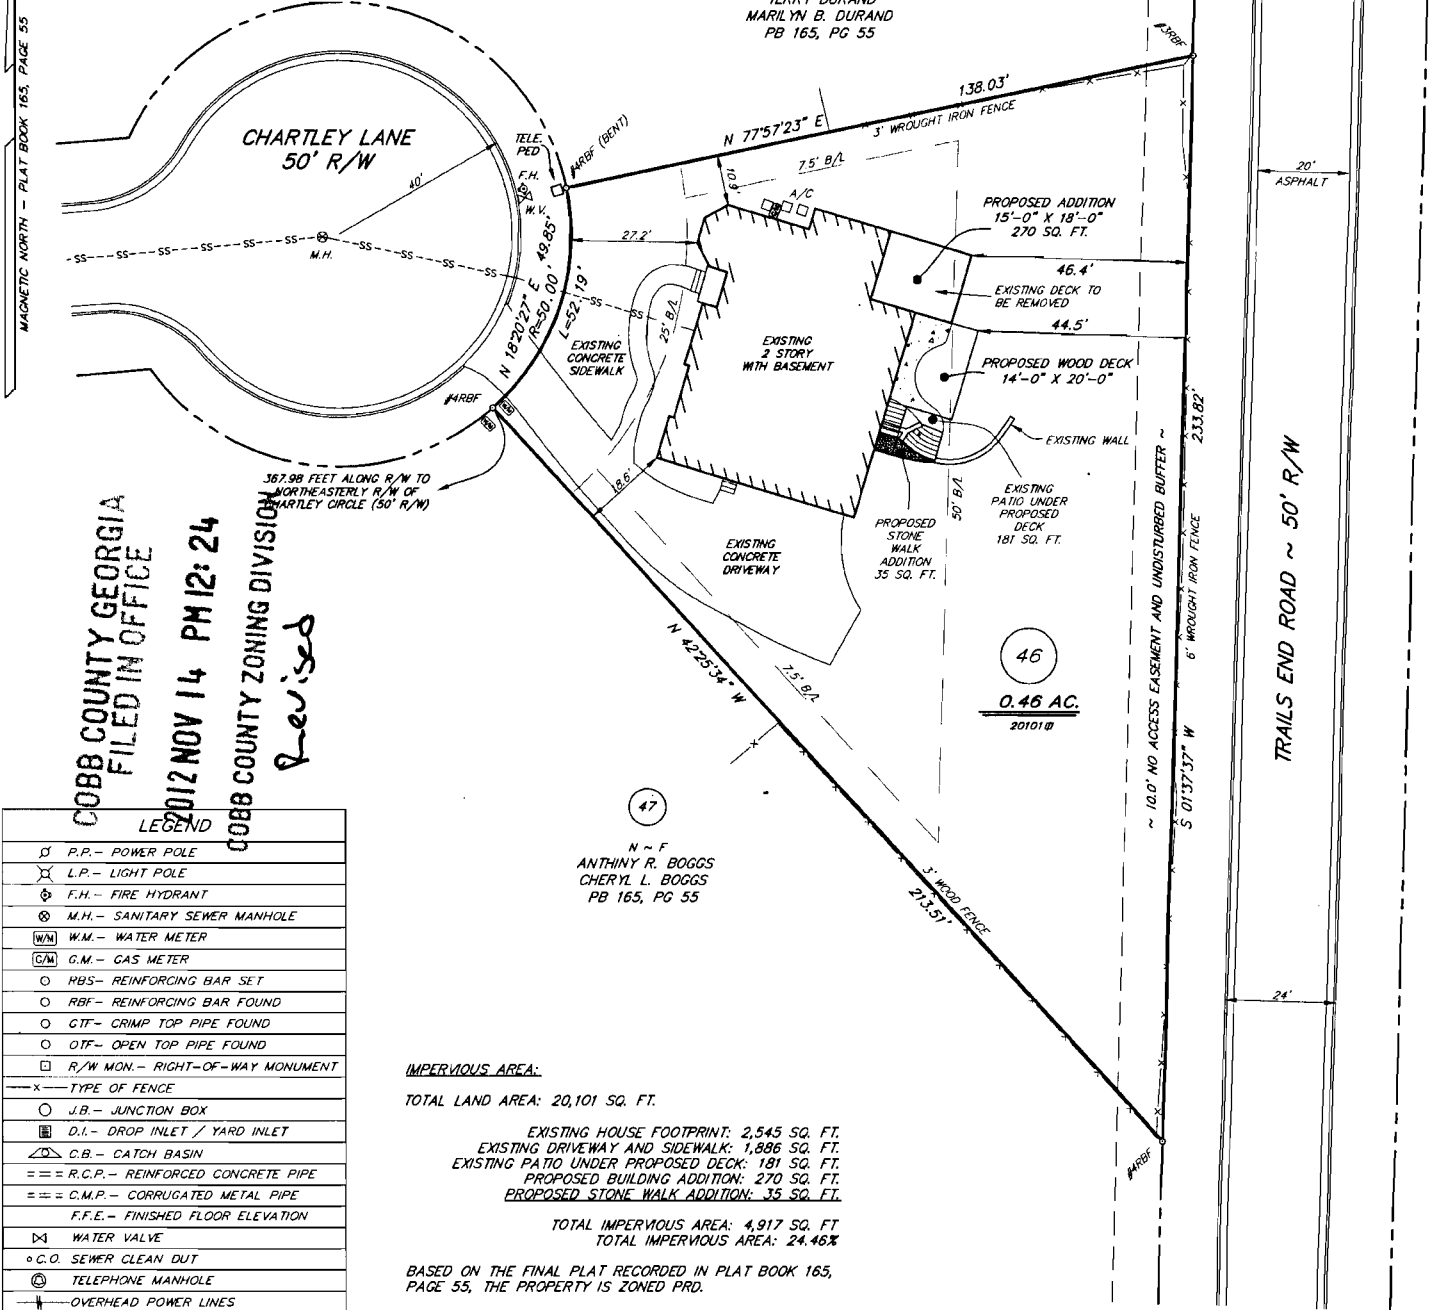 TERRY DURAND
MARILYN B. DURAND
PB 165, PG 55
MAGNETIC NORTH - PLAT BOOK 165, PAGE 55
CHARTLEY LANE
50' R/W
40'
M.H.
TELE.
PED
F.H.
W.V.
#4RBF (BENT)
#3RBF
138.03'
N 77°57'23" E
3' WROUGHT IRON FENCE
7.5' B/L
10.9'
A/C
20'
ASPHALT
PROPOSED ADDITION
15'-0" X 18'-0"
270 SQ. FT.
46.4'
EXISTING DECK TO
BE REMOVED
44.5'
PROPOSED WOOD DECK
14'-0" X 20'-0"
27.2'
N 18°20'27" E 49.85'
R=50.00'
L=52.19'
SS SS SS SS SS SS SS SS SS
25' B/L
EXISTING
CONCRETE
SIDEWALK
EXISTING
2 STORY
WITH BASEMENT
#4RBF
W/M
W/M
367.98 FEET ALONG R/W TO
NORTHEASTERLY R/W OF
HARTLEY CIRCLE (50' R/W)
18.6'
EXISTING WALL
EXISTING
PATIO UNDER
PROPOSED
DECK
181 SQ. FT.
50' B/L
PROPOSED
STONE
WALK
ADDITION
35 SQ. FT.
EXISTING
CONCRETE
DRIVEWAY
233.82'
6' WROUGHT IRON FENCE
S 01°37'37" W
~ 10.0' NO ACCESS EASEMENT AND UNDISTURBED BUFFER ~
TRAILS END ROAD ~ 50' R/W
24'
N 42°25'34" W
7.5' B/L
46
0.46 AC.
20101 ⌀
3' WOOD FENCE
213.51'
#4RBF
47
N ~ F
ANTHINY R. BOGGS
CHERYL L. BOGGS
PB 165, PG 55
COBB COUNTY GEORGIA
FILED IN OFFICE
2012 NOV 14 PM 12:24
COBB COUNTY ZONING DIVISION
Revised
LEGEND
P.P.- POWER POLE
L.P.- LIGHT POLE
F.H.- FIRE HYDRANT
M.H.- SANITARY SEWER MANHOLE
W/M W.M.- WATER METER
G/M G.M.- GAS METER
RBS- REINFORCING BAR SET
RBF- REINFORCING BAR FOUND
CTF- CRIMP TOP PIPE FOUND
OTF- OPEN TOP PIPE FOUND
R/W MON.- RIGHT-OF-WAY MONUMENT
x TYPE OF FENCE
J.B.- JUNCTION BOX
D.I.- DROP INLET / YARD INLET
C.B.- CATCH BASIN
R.C.P.- REINFORCED CONCRETE PIPE
C.M.P.- CORRUGATED METAL PIPE
F.F.E.- FINISHED FLOOR ELEVATION
WATER VALVE
C.O. SEWER CLEAN OUT
TELEPHONE MANHOLE
OVERHEAD POWER LINES
IMPERVIOUS AREA:
TOTAL LAND AREA: 20,101 SQ. FT.
EXISTING HOUSE FOOTPRINT: 2,545 SQ. FT.
EXISTING DRIVEWAY AND SIDEWALK: 1,886 SQ. FT.
EXISTING PATIO UNDER PROPOSED DECK: 181 SQ. FT.
PROPOSED BUILDING ADDITION: 270 SQ. FT.
PROPOSED STONE WALK ADDITION: 35 SQ. FT.
TOTAL IMPERVIOUS AREA: 4,917 SQ. FT
TOTAL IMPERVIOUS AREA: 24.46%
BASED ON THE FINAL PLAT RECORDED IN PLAT BOOK 165,
PAGE 55, THE PROPERTY IS ZONED PRD.